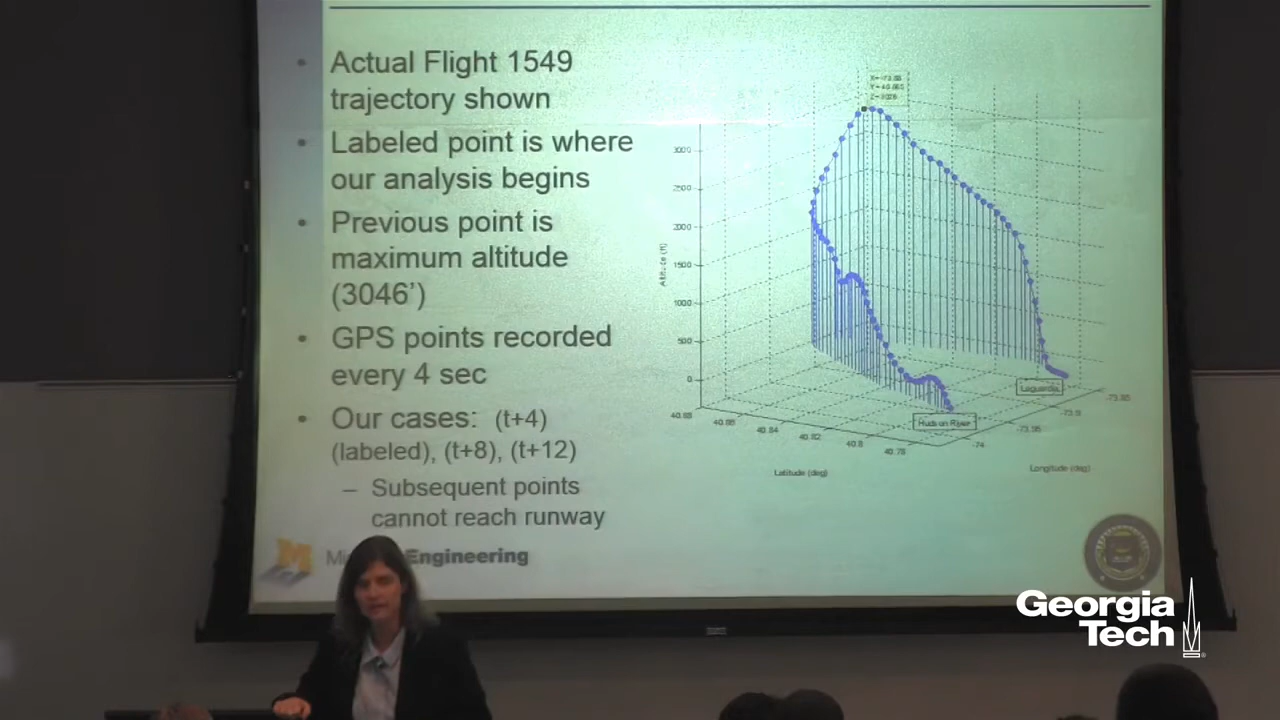 • Actual Flight 1549
trajectory shown
• Labeled point is where
our analysis begins
• Previous point is
maximum altitude
(3046’)
• GPS points recorded
every 4 sec
• Our cases: (t+4)
(labeled), (t+8), (t+12)
– Subsequent points
cannot reach runway
Engineering
3000
2500
2000
1500
1000
500
0
Altitude (ft)
40.88
40.86
40.84
40.82
40.8
40.78
Latitude (deg)
-74
-73.95
-73.9
-73.85
Longitude (deg)
Laguardia
Hudson River
Georgia
Tech